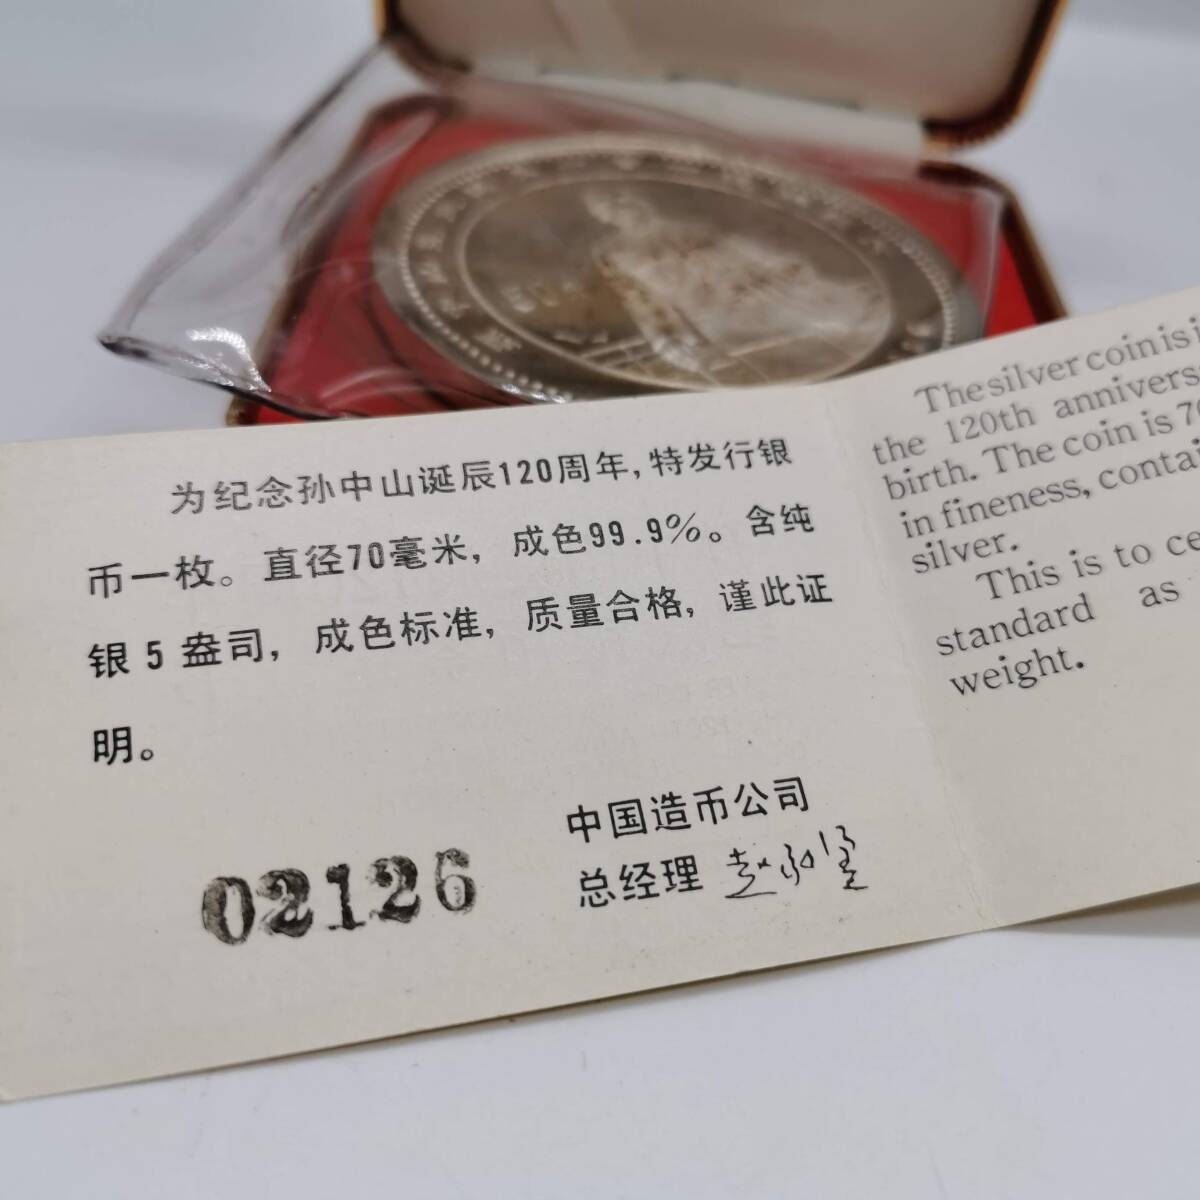 为纪念孙中山诞辰120周年，特发行银
币一枚。直径70毫米，成色99.9%。含纯
银5盎司，成色标准，质量合格，谨此证
明。
中国造币公司
总经理
02126
The silver coin is i
the 120th annivers
birth. The coin is 70
in fineness, contai
silver.
This is to ce
standard as
weight.